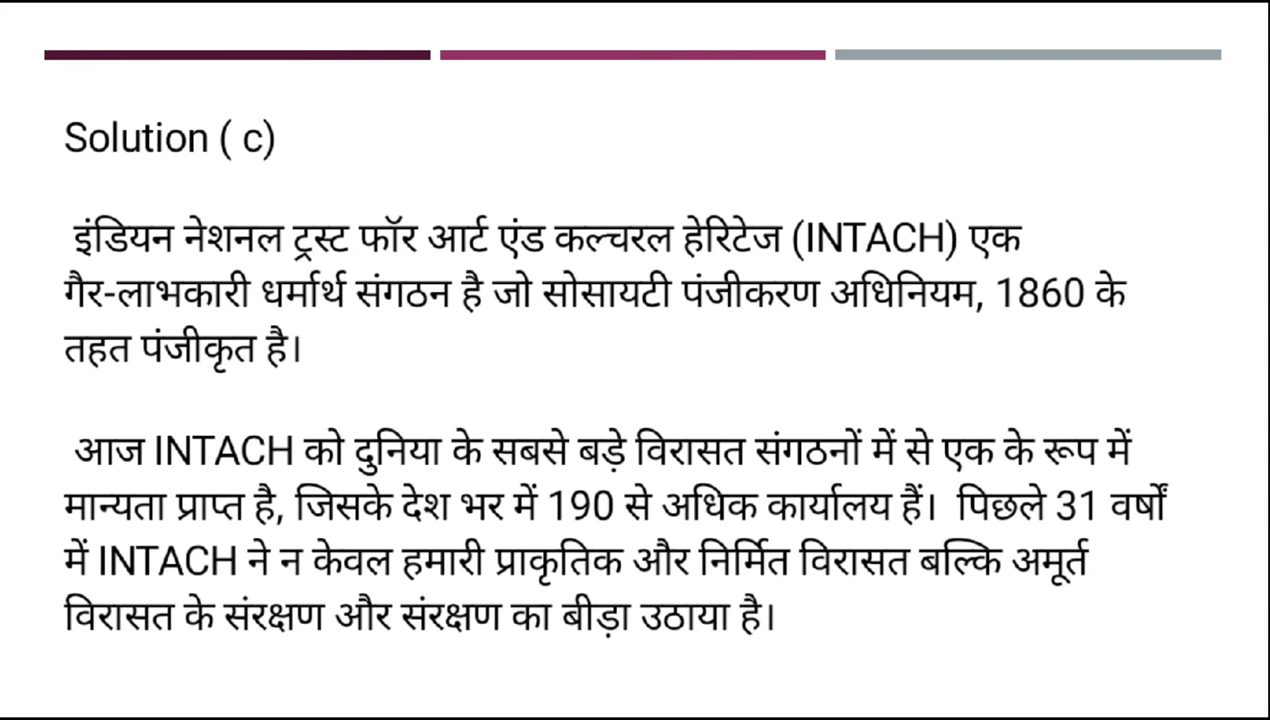 Solution ( c)
इंडियन नेशनल ट्रस्ट फॉर आर्ट एंड कल्चरल हेरिटेज (INTACH) एक
गैर-लाभकारी धर्मार्थ संगठन है जो सोसायटी पंजीकरण अधिनियम, 1860 के
तहत पंजीकृत है।
आज INTACH को दुनिया के सबसे बड़े विरासत संगठनों में से एक के रूप में
मान्यता प्राप्त है, जिसके देश भर में 190 से अधिक कार्यालय हैं। पिछले 31 वर्षों
में INTACH ने न केवल हमारी प्राकृतिक और निर्मित विरासत बल्कि अमूर्त
विरासत के संरक्षण और संरक्षण का बीड़ा उठाया है।